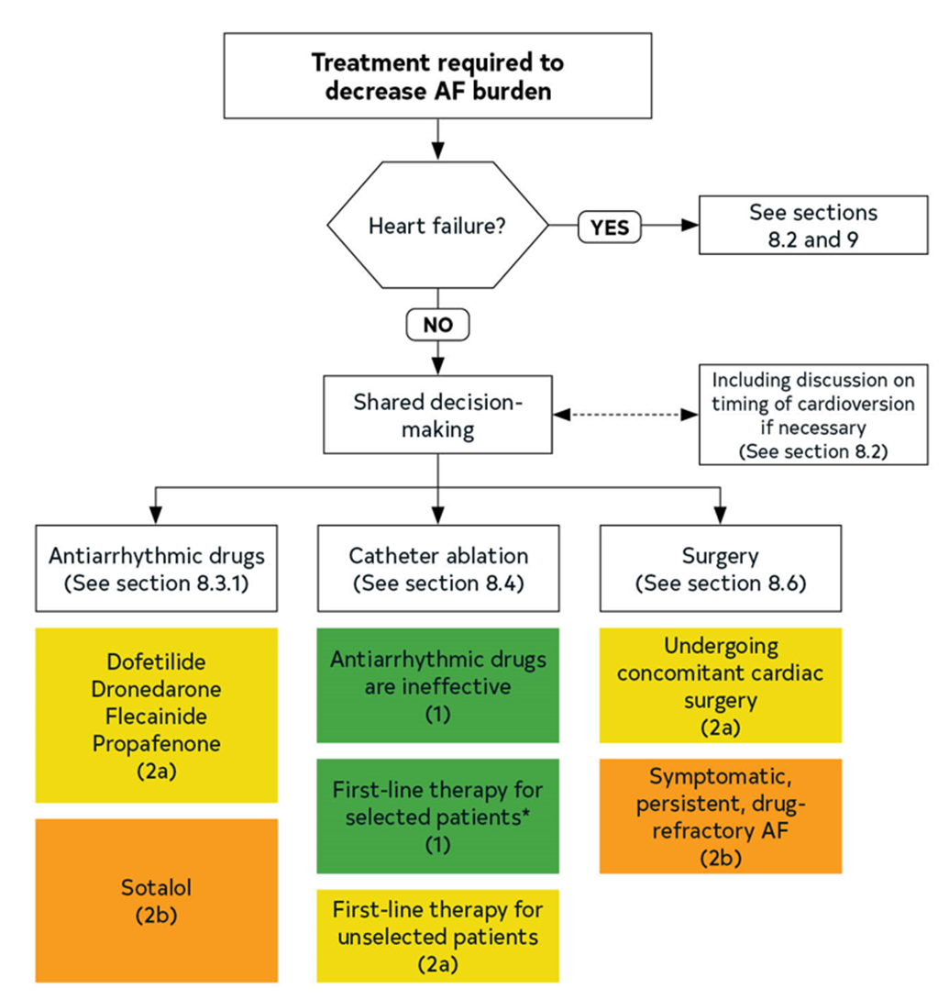 Treatment required to
decrease AF burden
Heart failure?
YES
See sections
8.2 and 9
NO
Shared decision-
making
Including discussion on
timing of cardioversion
if necessary
(See section 8.2)
Antiarrhythmic drugs
(See section 8.3.1)
Catheter ablation
(See section 8.4)
Surgery
(See section 8.6)
Dofetilide
Dronedarone
Flecainide
Propafenone
(2a)
Sotalol
(2b)
Antiarrhythmic drugs
are ineffective
(1)
First-line therapy for
selected patients*
(1)
First-line therapy for
unselected patients
(2a)
Undergoing
concomitant cardiac
surgery
(2a)
Symptomatic,
persistent, drug-
refractory AF
(2b)